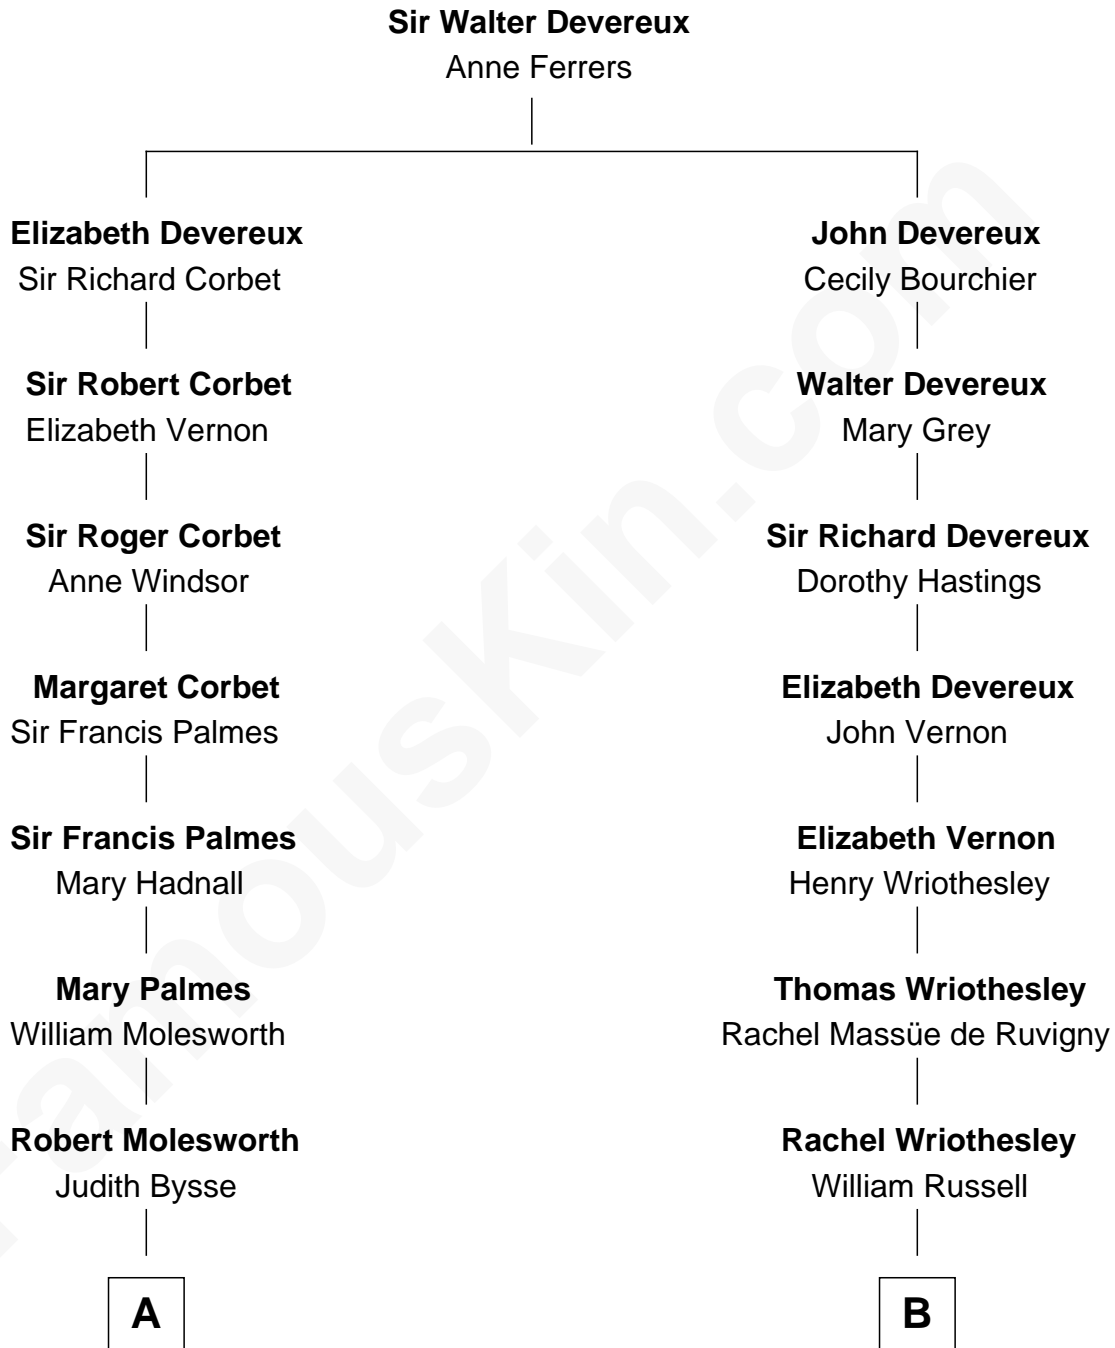 Sir Walter Devereux
Anne Ferrers
Elizabeth Devereux
Sir Richard Corbet
John Devereux
Cecily Bourchier
Sir Robert Corbet
Elizabeth Vernon
Walter Devereux
Mary Grey
Sir Roger Corbet
Anne Windsor
Sir Richard Devereux
Dorothy Hastings
Margaret Corbet
Sir Francis Palmes
Elizabeth Devereux
John Vernon
Sir Francis Palmes
Mary Hadnall
Elizabeth Vernon
Henry Wriothesley
Mary Palmes
William Molesworth
Thomas Wriothesley
Rachel Massüe de Ruvigny
Robert Molesworth
Judith Bysse
Rachel Wriothesley
William Russell
A
B
FamousKin.com